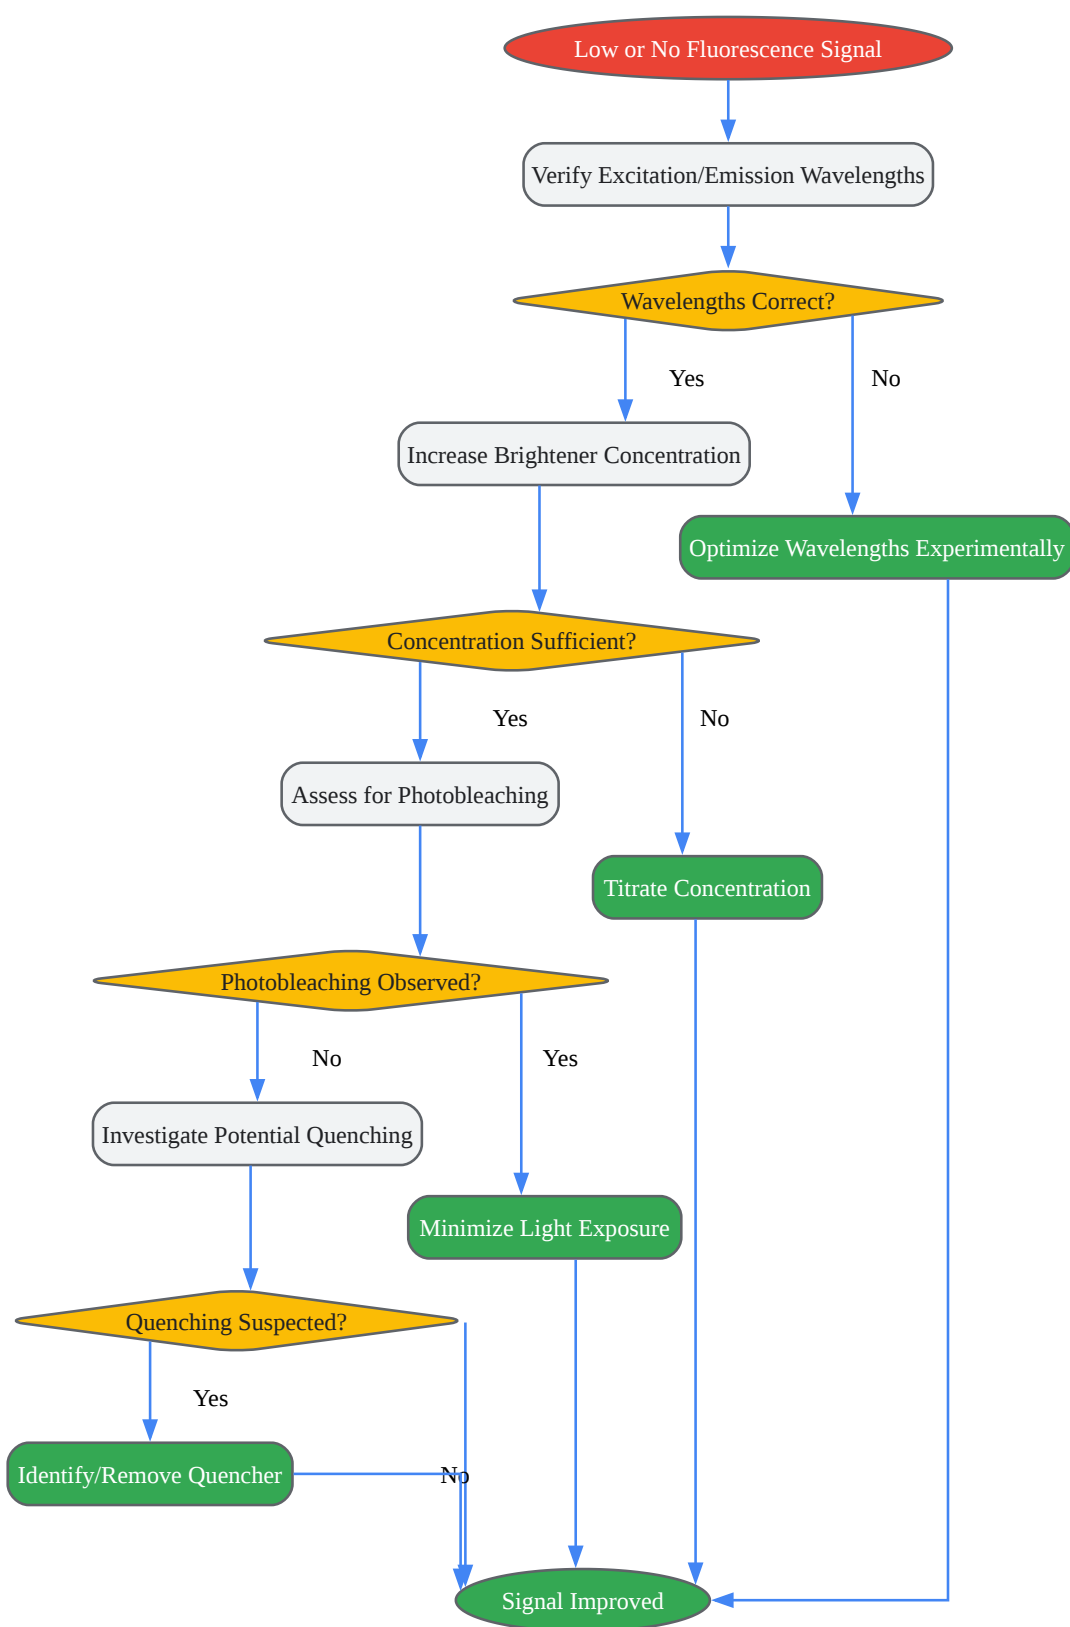 Low or No Fluorescence Signal
Verify Excitation/Emission Wavelengths
Wavelengths Correct?
Yes
No
Increase Brightener Concentration
Optimize Wavelengths Experimentally
Concentration Sufficient?
Yes
No
Assess for Photobleaching
Titrate Concentration
Photobleaching Observed?
No
Yes
Investigate Potential Quenching
Minimize Light Exposure
Quenching Suspected?
Yes
Identify/Remove Quencher
No
Signal Improved